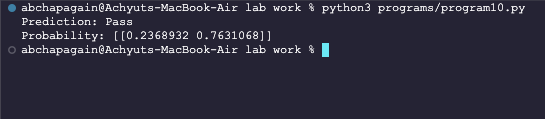 abchapagain@Achyuts-MacBook-Air lab work % python3 programs/program10.py
Prediction: Pass
Probability: [[0.2368932 0.7631068]]
abchapagain@Achyuts-MacBook-Air lab work %